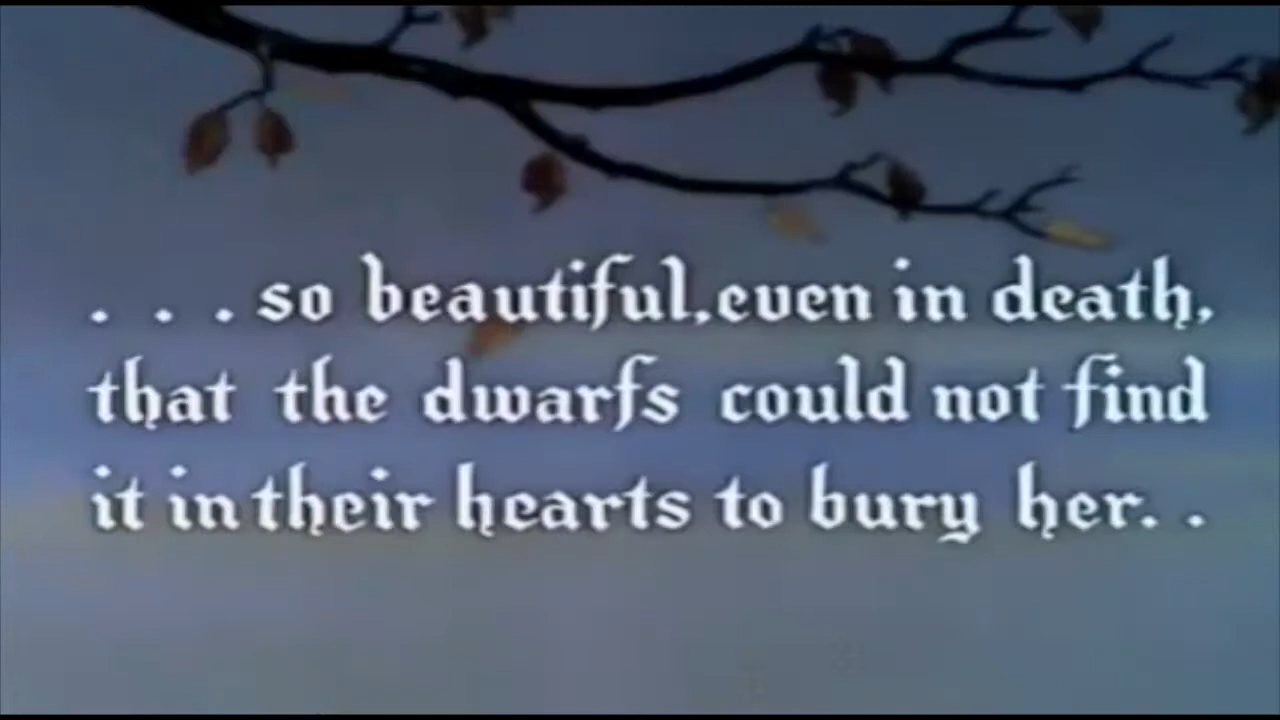 . . . so beautiful, even in death,
that the dwarfs could not find
it in their hearts to bury her. .